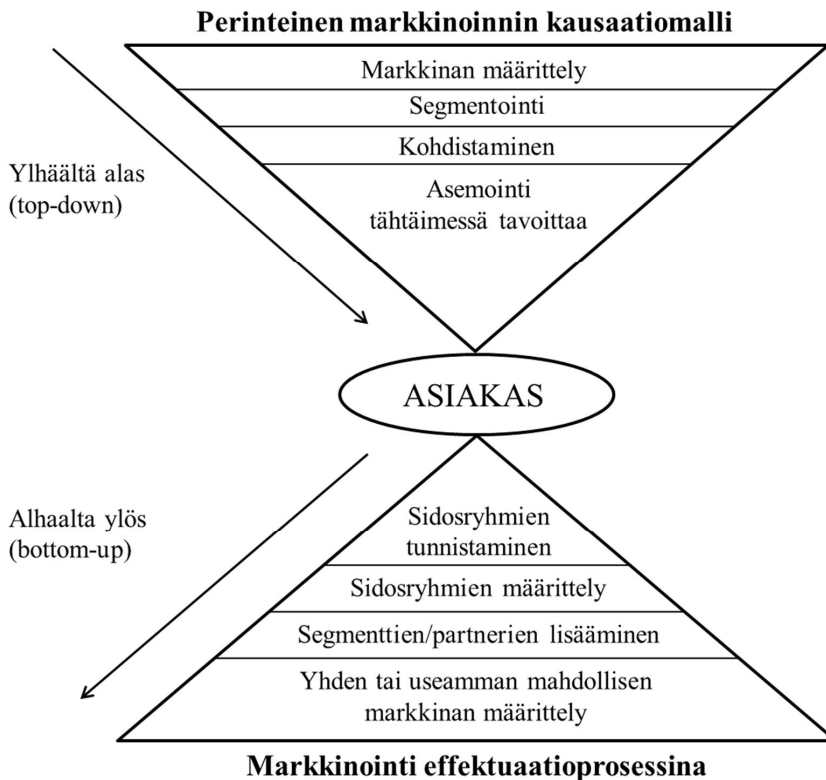 Perinteinen markkinoinnin kausaatiomalli
Markkinan määrittely
Segmentointi
Kohdistaminen
Asemointi
tähtäimessä tavoittaa
Ylhäältä alas
(top-down)
ASIAKAS
Alhaalta ylös
(bottom-up)
Sidosryhmien
tunnistaminen
Sidosryhmien määrittely
Segmenttien/partnerien lisääminen
Yhden tai useamman mahdollisen
markkinan määrittely
Markkinointi effektuaatioprosessina